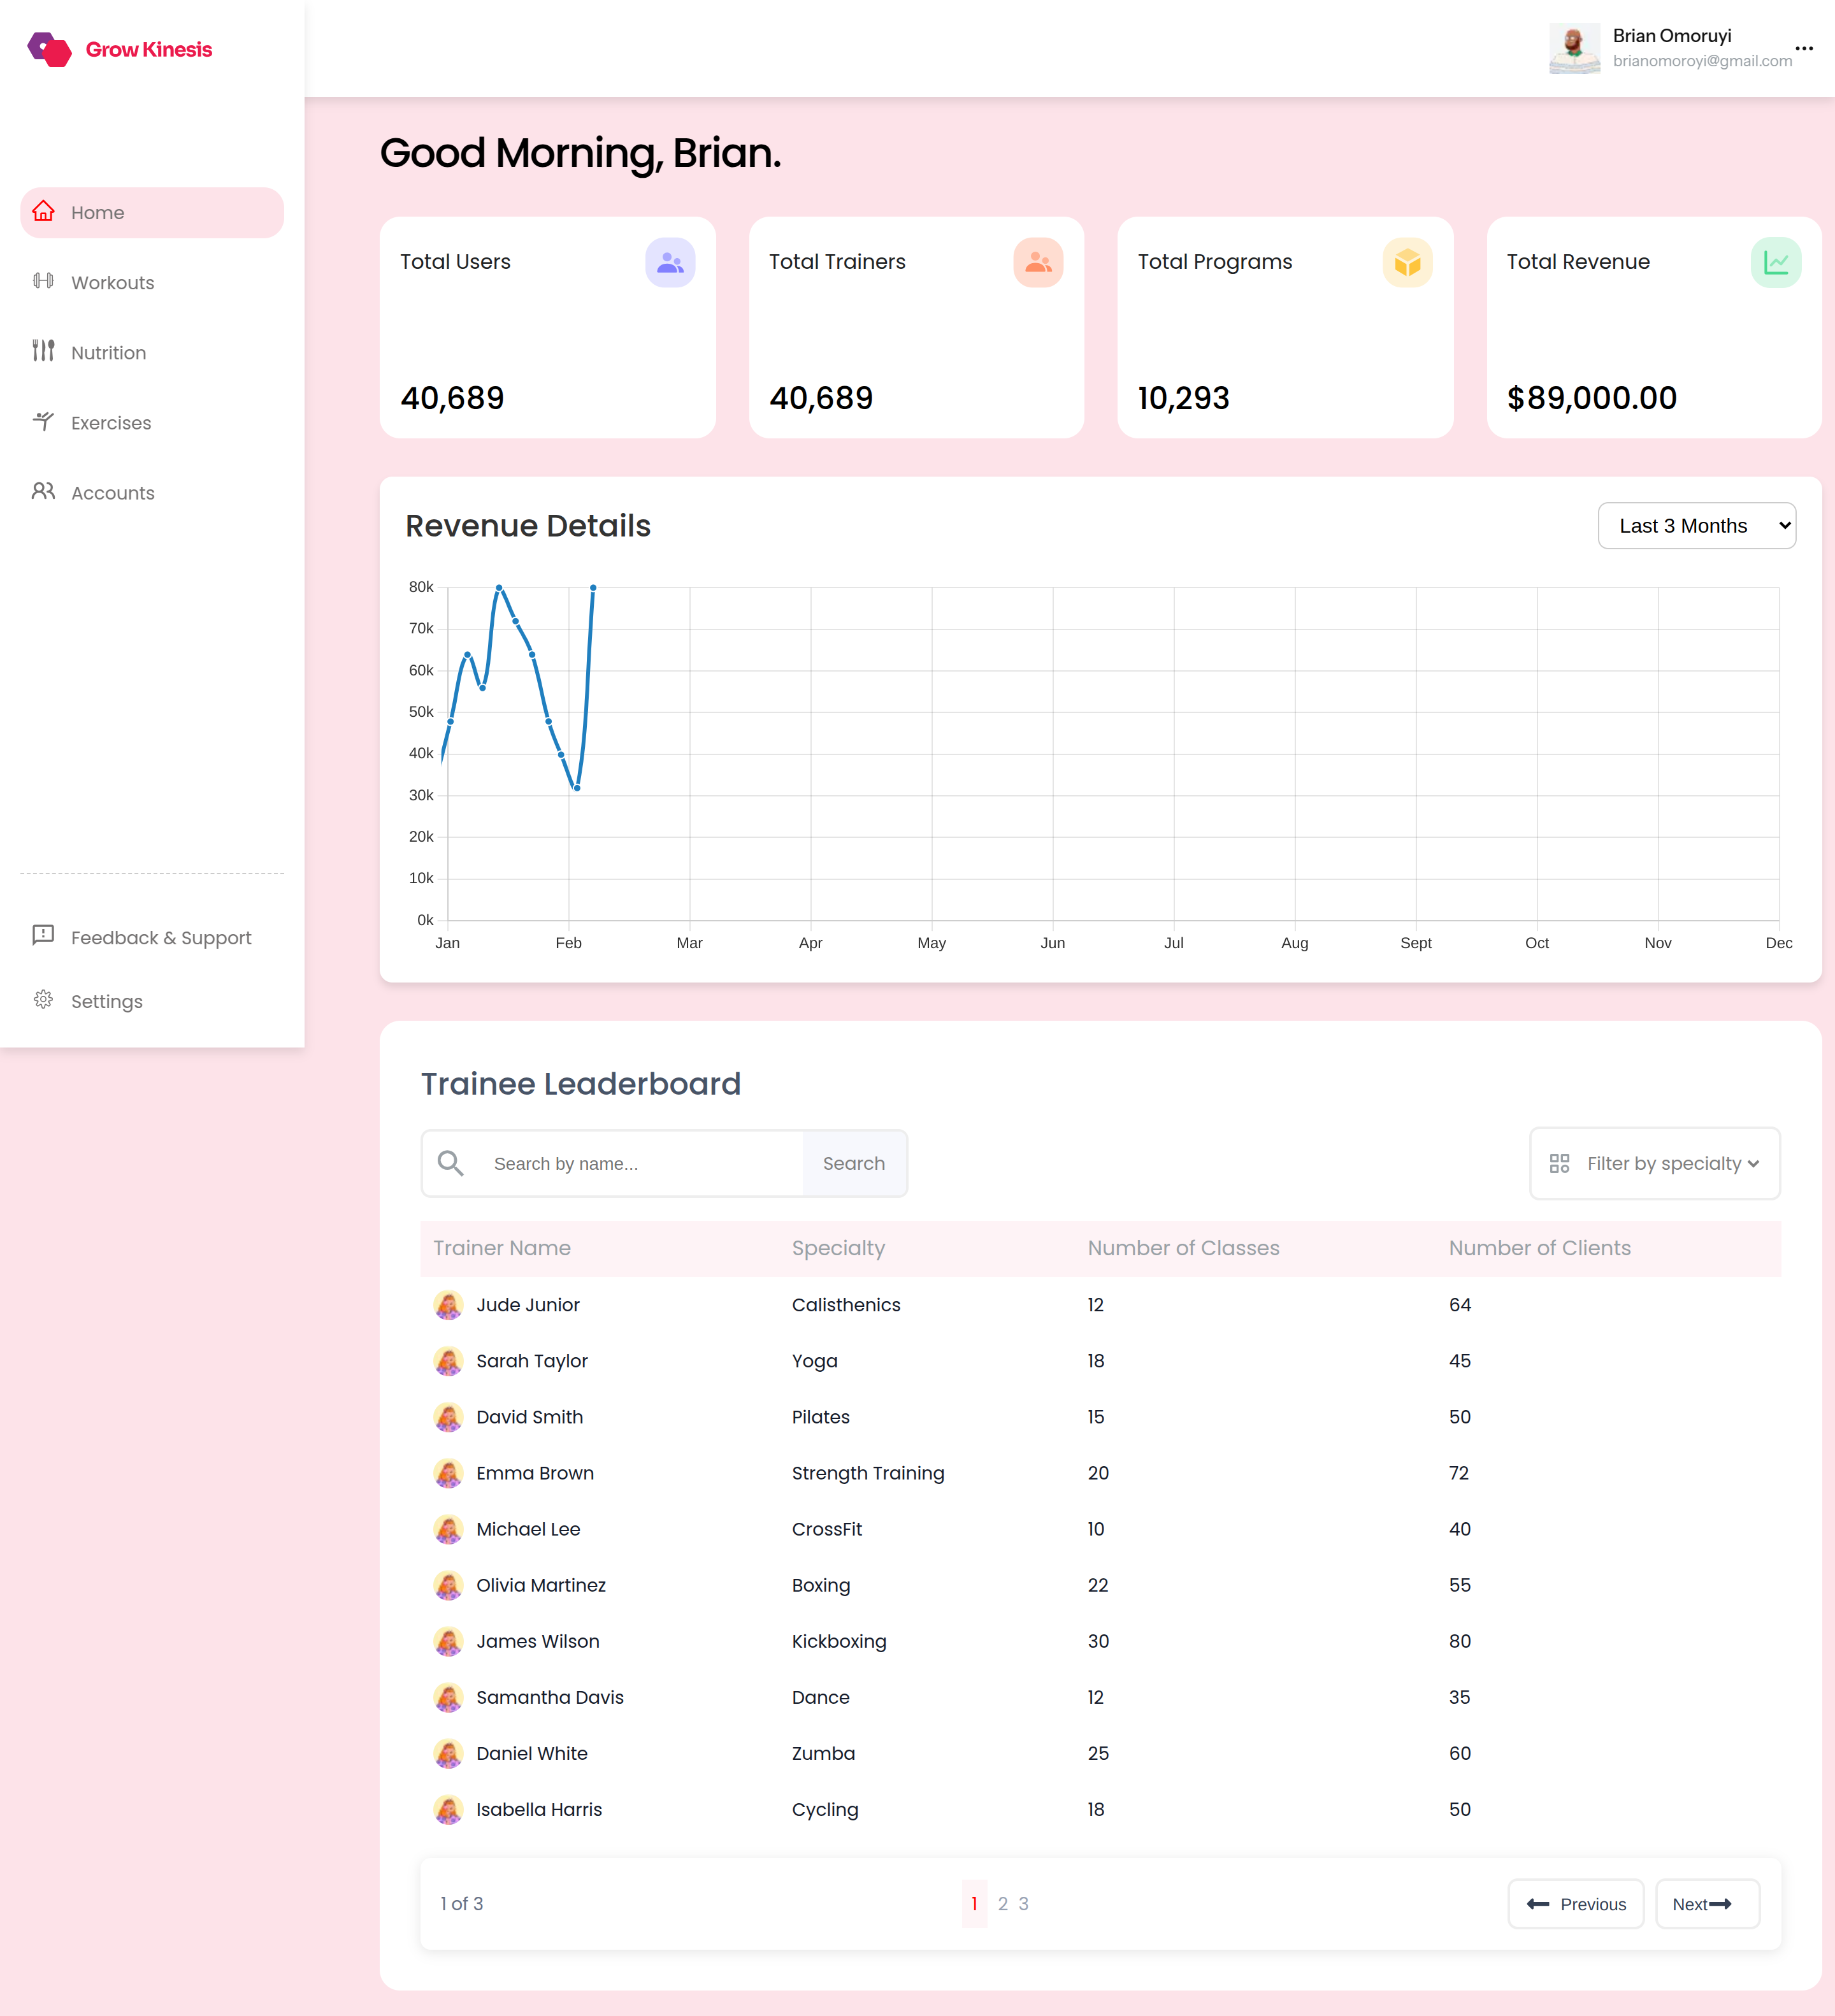 Grow Kinesis
Brian Omoruyi
brianomoroyi@gmail.com
Home
Workouts
Nutrition
Exercises
Accounts
Feedback & Support
Settings
Good Morning, Brian.
Total Users
40,689
Total Trainers
40,689
Total Programs
10,293
Total Revenue
$89,000.00
Revenue Details
Last 3 Months
80k
70k
60k
50k
40k
30k
20k
10k
0k
Jan Feb Mar Apr May Jun Jul Aug Sept Oct Nov Dec
Trainee Leaderboard
Search by name... Search
Filter by specialty
Trainer Name Specialty Number of Classes Number of Clients
Jude Junior Calisthenics 12 64
Sarah Taylor Yoga 18 45
David Smith Pilates 15 50
Emma Brown Strength Training 20 72
Michael Lee CrossFit 10 40
Olivia Martinez Boxing 22 55
James Wilson Kickboxing 30 80
Samantha Davis Dance 12 35
Daniel White Zumba 25 60
Isabella Harris Cycling 18 50
1 of 3 1 2 3 Previous Next